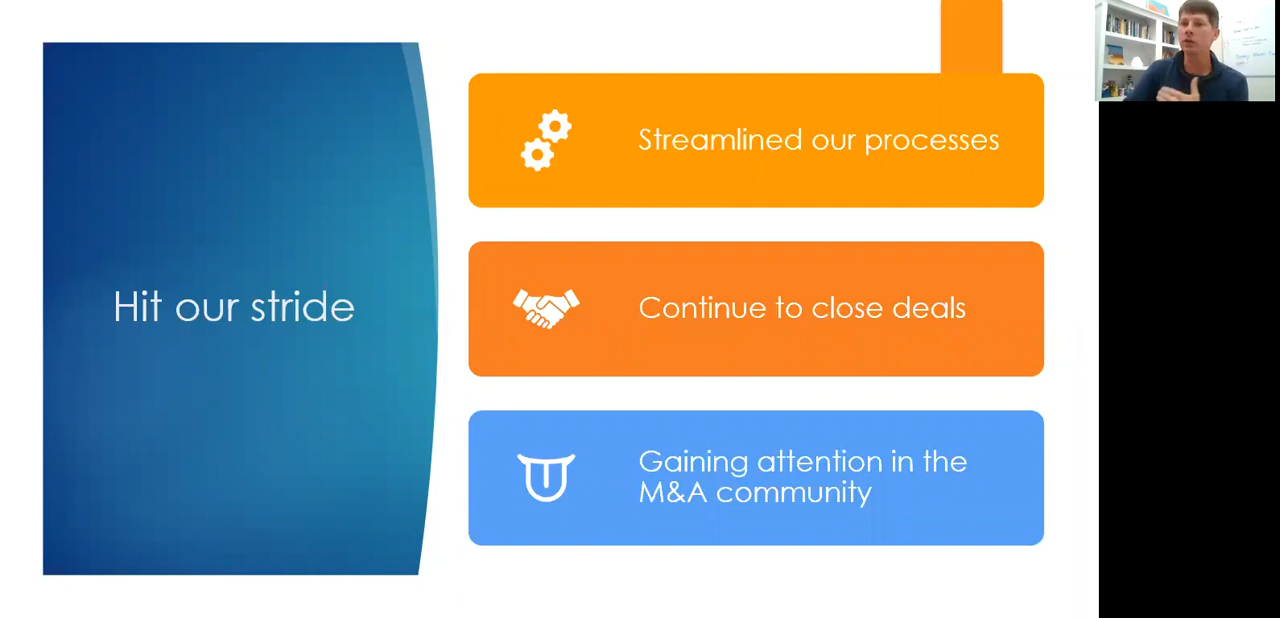 Hit our stride
Streamlined our processes
Continue to close deals
Gaining attention in the
M&A community